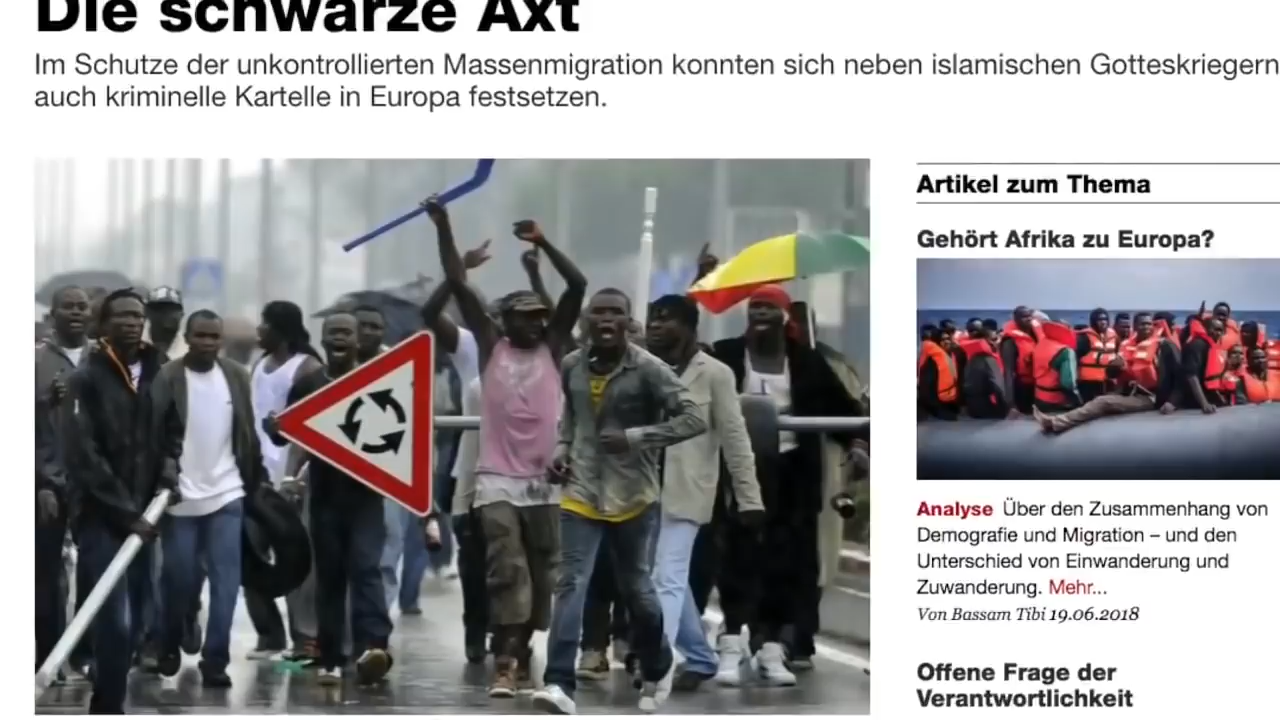 Die schwarze Axt
Im Schutze der unkontrollierten Massenmigration konnten sich neben islamischen Gotteskriegern
auch kriminelle Kartelle in Europa festsetzen.
Artikel zum Thema
Gehört Afrika zu Europa?
Analyse Über den Zusammenhang von
Demografie und Migration – und den
Unterschied von Einwanderung und
Zuwanderung. Mehr...
Von Bassam Tibi 19.06.2018
Offene Frage der
Verantwortlichkeit